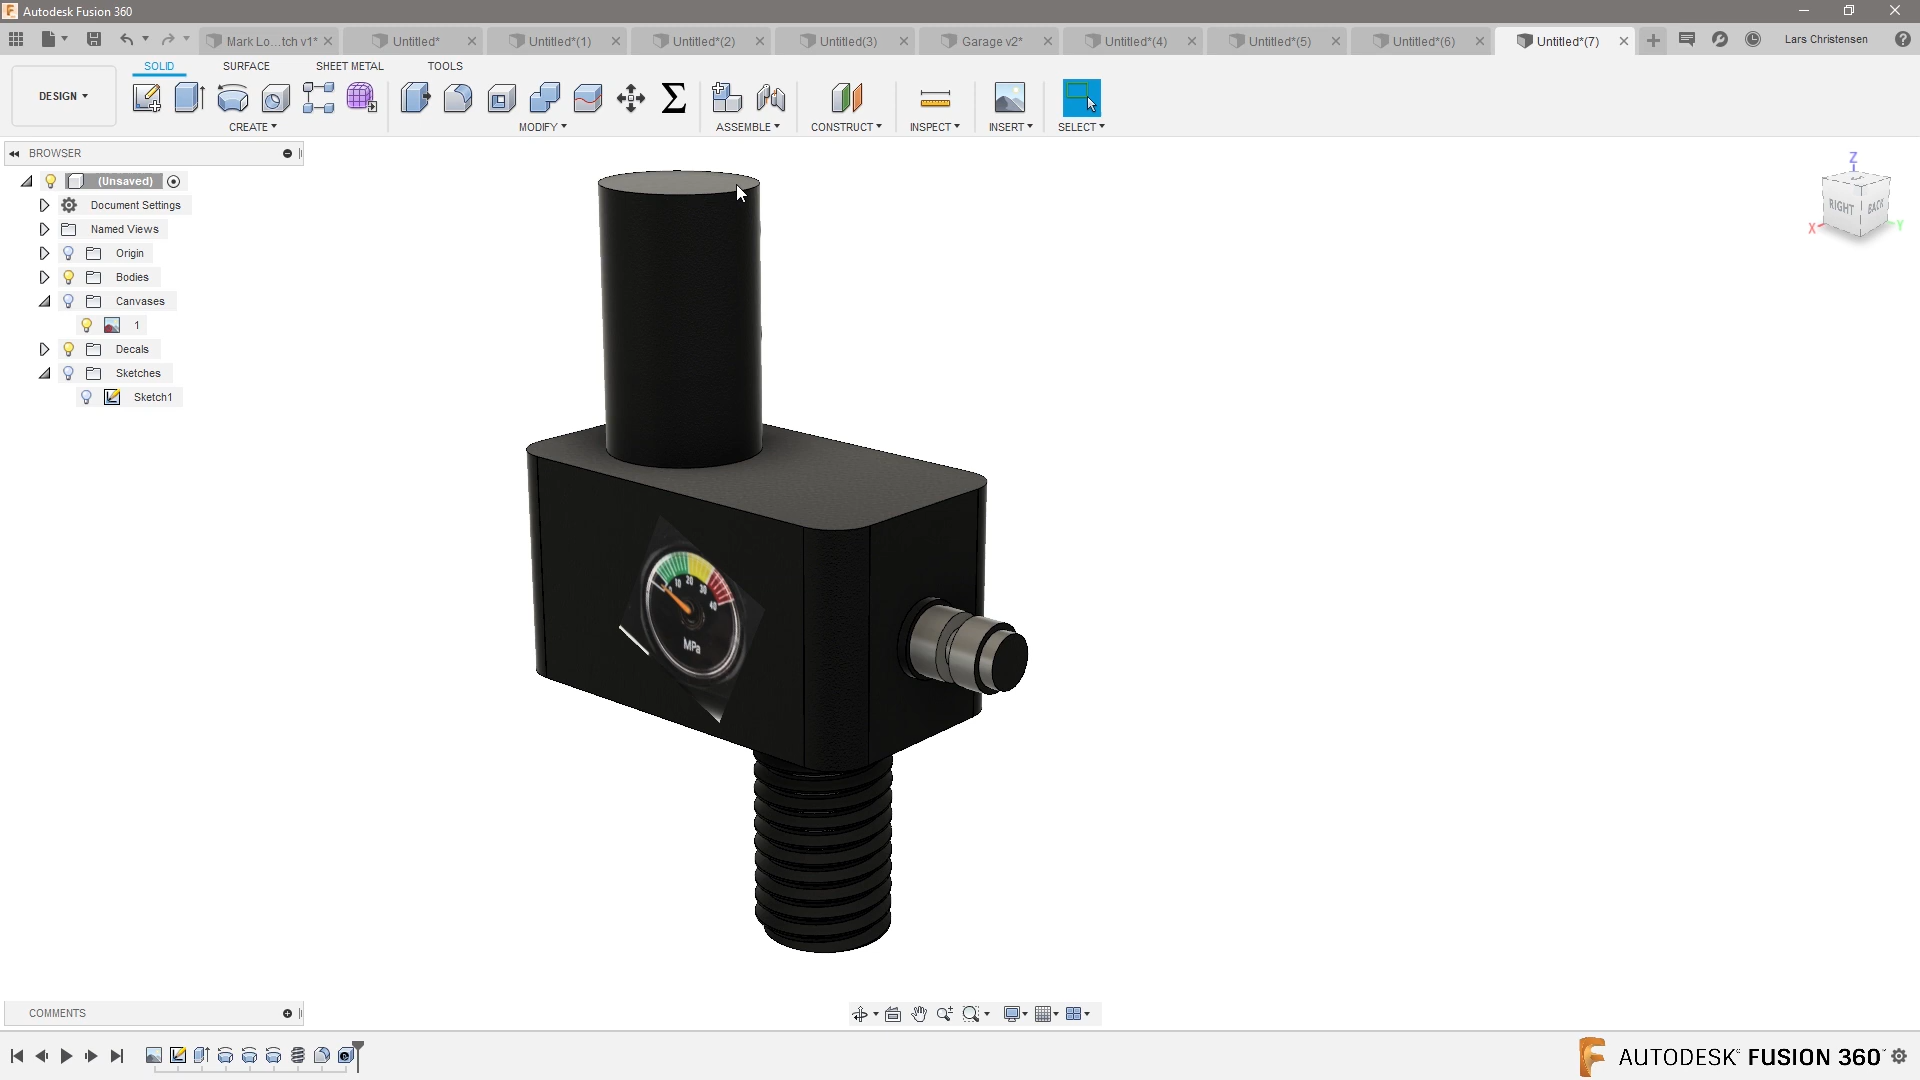 Autodesk Fusion 360
Mark Lo...tch v1*
Untitled*
Untitled*(1)
Untitled*(2)
Untitled(3)
Garage v2*
Untitled*(4)
Untitled*(5)
Untitled*(6)
Untitled*(7)
Lars Christensen
SOLID
SURFACE
SHEET METAL
TOOLS
DESIGN
CREATE
MODIFY
ASSEMBLE
CONSTRUCT
INSPECT
INSERT
SELECT
BROWSER
(Unsaved)
Document Settings
Named Views
Origin
Bodies
Canvases
1
Decals
Sketches
Sketch1
Z
RIGHT
BACK
X
Y
0 10 20 30 40
MPa
COMMENTS
AUTODESK FUSION 360